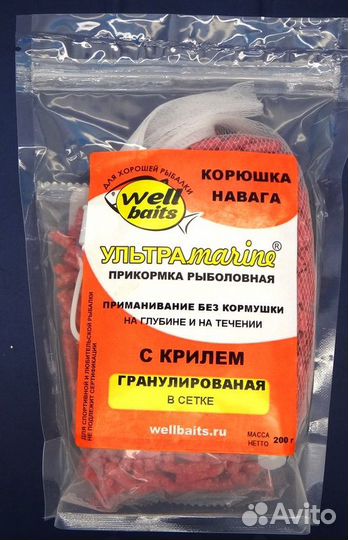 ДЛЯ ХОРОШЕЙ РЫБАЛКИ
well
baits
КОРЮШКА
НАВАГА
УЛЬТРАmarine®
ПРИКОРМКА РЫБОЛОВНАЯ
ПРИМАНИВАНИЕ БЕЗ КОРМУШКИ
НА ГЛУБИНЕ И НА ТЕЧЕНИИ
С КРИЛЕМ
ГРАНУЛИРОВАНАЯ
В СЕТКЕ
wellbaits.ru
МАССА
НЕТТО 200 г
ДЛЯ СПОРТИВНОЙ И ЛЮБИТЕЛЬСКОЙ РЫБАЛКИ
НЕ ПОДЛЕЖИТ СЕРТИФИКАЦИИ
Avito